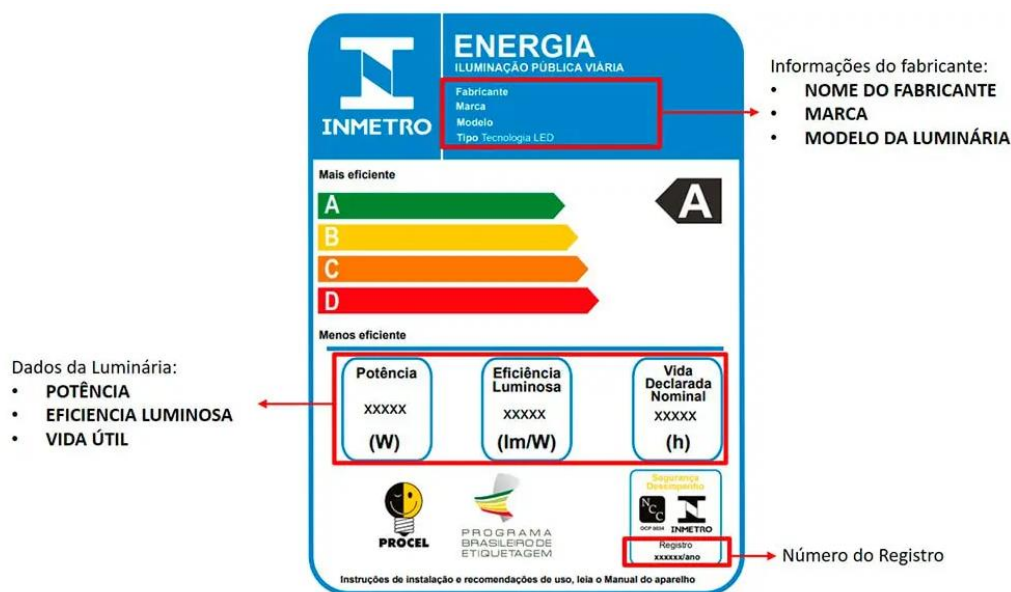 ENERGIA
ILUMINAÇÃO PÚBLICA VIÁRIA
INMETRO
Fabricante
Marca
Modelo
Tipo Tecnologia LED
Informações do fabricante:
• NOME DO FABRICANTE
• MARCA
• MODELO DA LUMINÁRIA
Mais eficiente
A
A
B
C
D
Menos eficiente
Dados da Luminária:
• POTÊNCIA
• EFICIENCIA LUMINOSA
• VIDA ÚTIL
Potência
XXXXX
(W)
Eficiência
Luminosa
XXXXX
(lm/W)
Vida
Declarada
Nominal
XXXXX
(h)
PROCEL
PROGRAMA
BRASILEIRO DE
ETIQUETAGEM
Segurança
Desempenho
NCC
OCP 0034
INMETRO
Registro
xxxxxx/ano
Número do Registro
Instruções de instalação e recomendações de uso, leia o Manual do aparelho